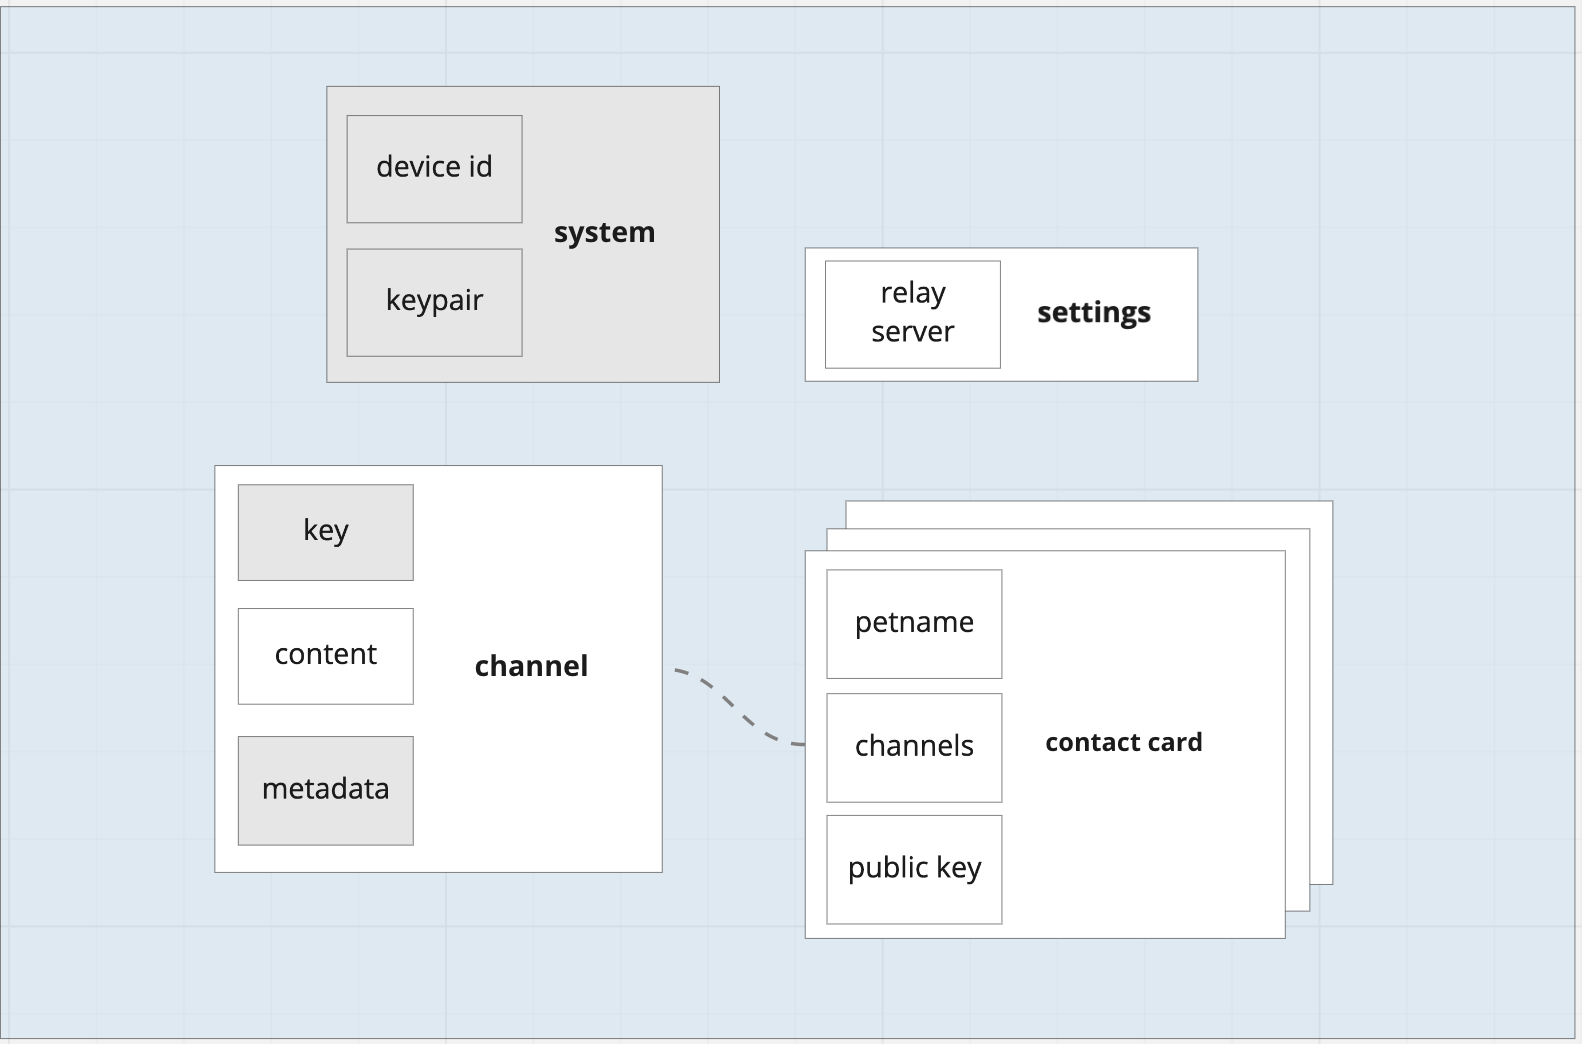 device id
system
keypair
relay
server
settings
key
content
channel
metadata
petname
channels
contact card
public key